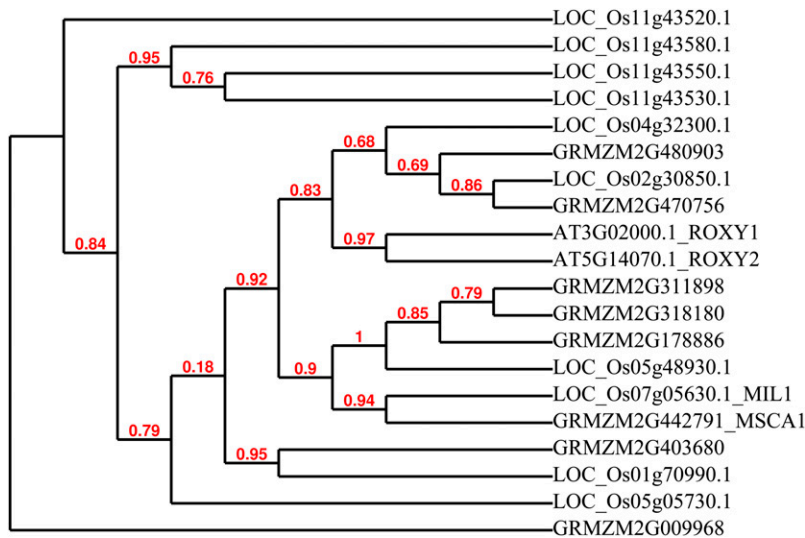 LOC_Os11g43520.1
0.95 LOC_Os11g43580.1
0.76 LOC_Os11g43550.1
LOC_Os11g43530.1
LOC_Os04g32300.1
0.68
GRMZM2G480903
0.69
LOC_Os02g30850.1
0.86
0.83
GRMZM2G470756
AT3G02000.1_ROXY1
0.97
0.84
AT5G14070.1_ROXY2
0.92
GRMZM2G311898
0.79
GRMZM2G318180
0.85
1
GRMZM2G178886
0.18
0.9
LOC_Os05g48930.1
LOC_Os07g05630.1_MIL1
0.94
GRMZM2G442791_MSCA1
0.79
GRMZM2G403680
0.95
LOC_Os01g70990.1
LOC_Os05g05730.1
GRMZM2G009968